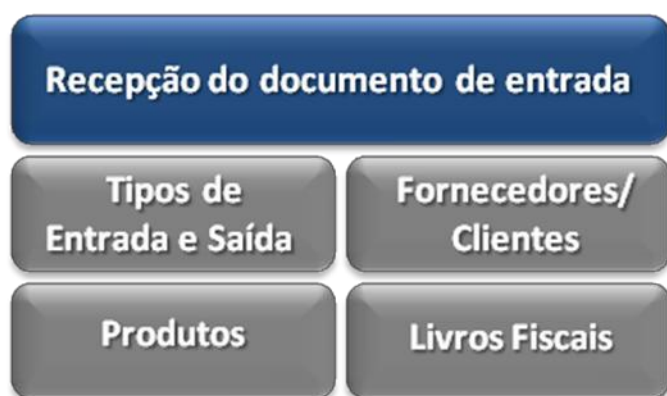 Recepção do documento de entrada
Tipos de
Entrada e Saída
Fornecedores/
Clientes
Produtos
Livros Fiscais